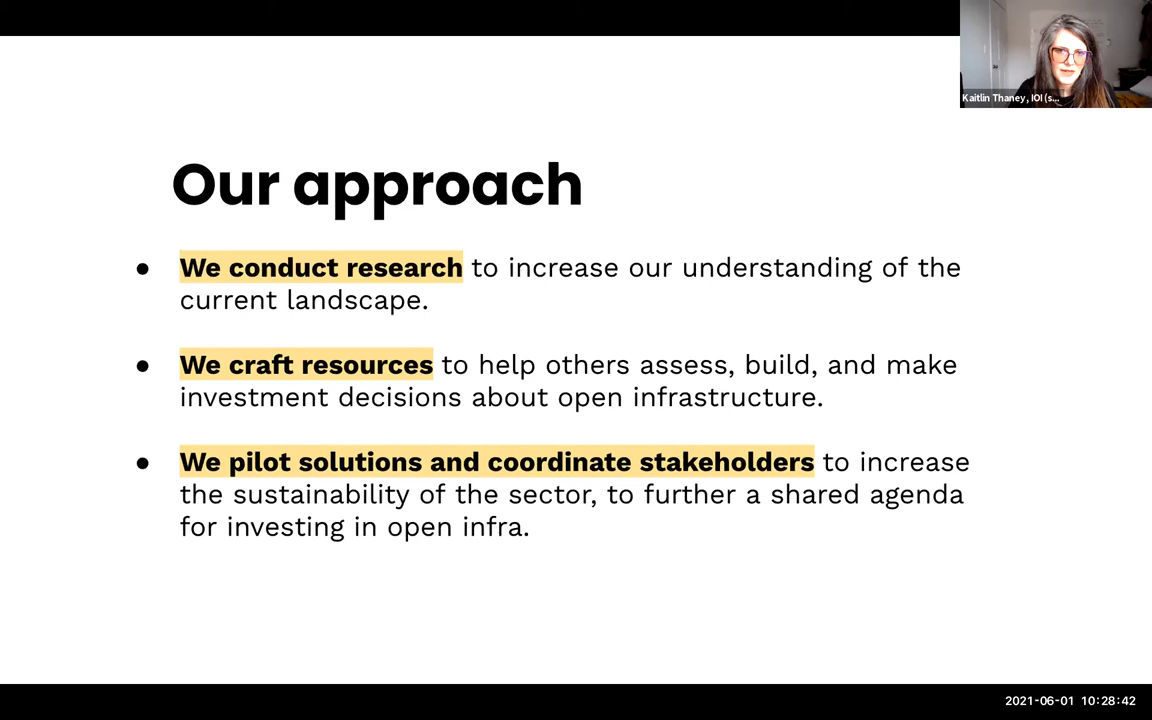 Kaitlin Thaney, IOI (s...
Our approach
● We conduct research to increase our understanding of the
current landscape.
● We craft resources to help others assess, build, and make
investment decisions about open infrastructure.
● We pilot solutions and coordinate stakeholders to increase
the sustainability of the sector, to further a shared agenda
for investing in open infra.
2021-06-01 10:28:42